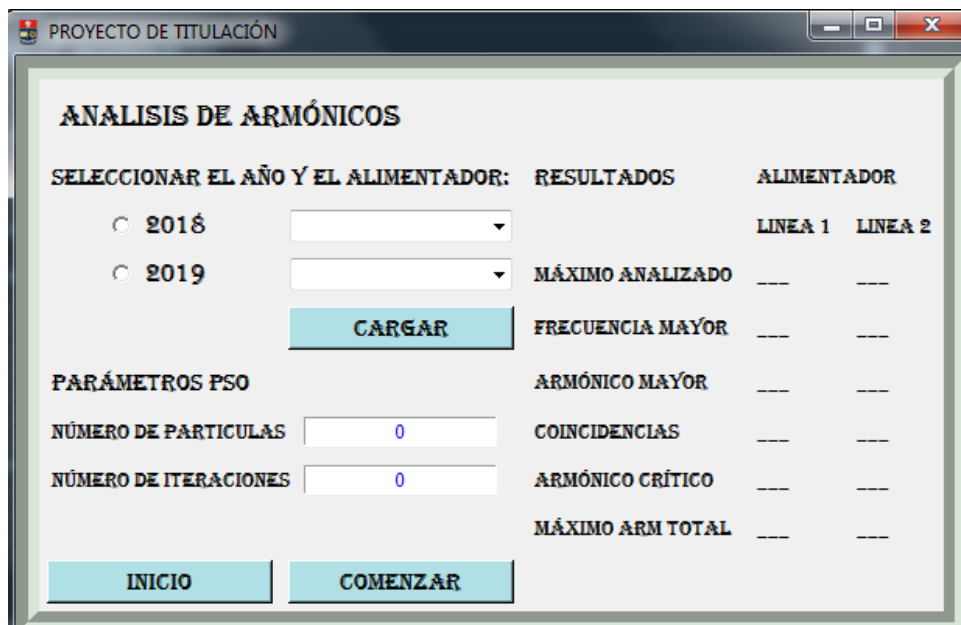 PROYECTO DE TITULACIÓN
ANALISIS DE ARMÓNICOS
SELECCIONAR EL AÑO Y EL ALIMENTADOR:
2018
2019
CARGAR
PARÁMETROS PSO
NÚMERO DE PARTICULAS 0
NÚMERO DE ITERACIONES 0
INICIO COMENZAR
RESULTADOS ALIMENTADOR
LINEA 1 LINEA 2
MÁXIMO ANALIZADO ___ ___
FRECUENCIA MAYOR ___ ___
ARMÓNICO MAYOR ___ ___
COINCIDENCIAS ___ ___
ARMÓNICO CRÍTICO ___ ___
MÁXIMO ARM TOTAL ___ ___